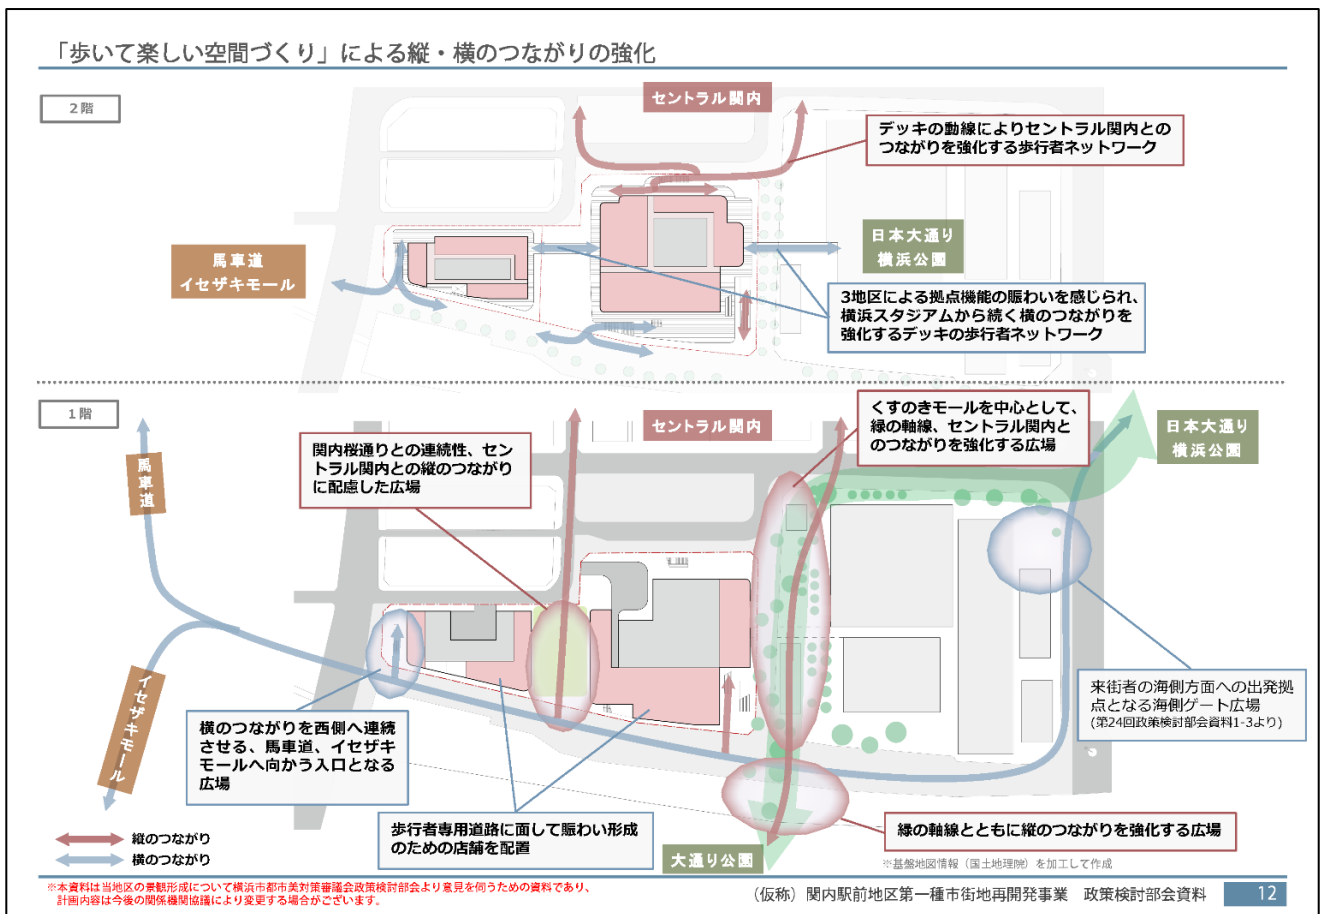 「歩いて楽しい空間づくり」による縦・横のつながりの強化
2階
セントラル関内
デッキの動線によりセントラル関内との
つながりを強化する歩行者ネットワーク
馬車道
イセザキモール
日本大通り
横浜公園
3地区による拠点機能の賑わいを感じられ、
横浜スタジアムから続く横のつながりを
強化するデッキの歩行者ネットワーク
1階
セントラル関内
くすのきモールを中心として、
緑の軸線、セントラル関内と
のつながりを強化する広場
日本大通り
横浜公園
関内桜通りとの連続性、セン
トラル関内との縦のつながり
に配慮した広場
馬車道
イセザキモール
横のつながりを西側へ連続
させる、馬車道、イセザキ
モールへ向かう入口となる
広場
来街者の海側方面への出発拠
点となる海側ゲート広場
(第24回政策検討部会資料1-3より)
歩行者専用道路に面して賑わい形成
のための店舗を配置
緑の軸線とともに縦のつながりを強化する広場
大通り公園
縦のつながり
横のつながり
※基盤地図情報（国土地理院）を加工して作成
※本資料は当地区の景観形成について横浜市都市美対策審議会政策検討部会より意見を伺うための資料であり、
計画内容は今後の関係機関協議により変更する場合がございます。
（仮称）関内駅前地区第一種市街地再開発事業　政策検討部会資料
12